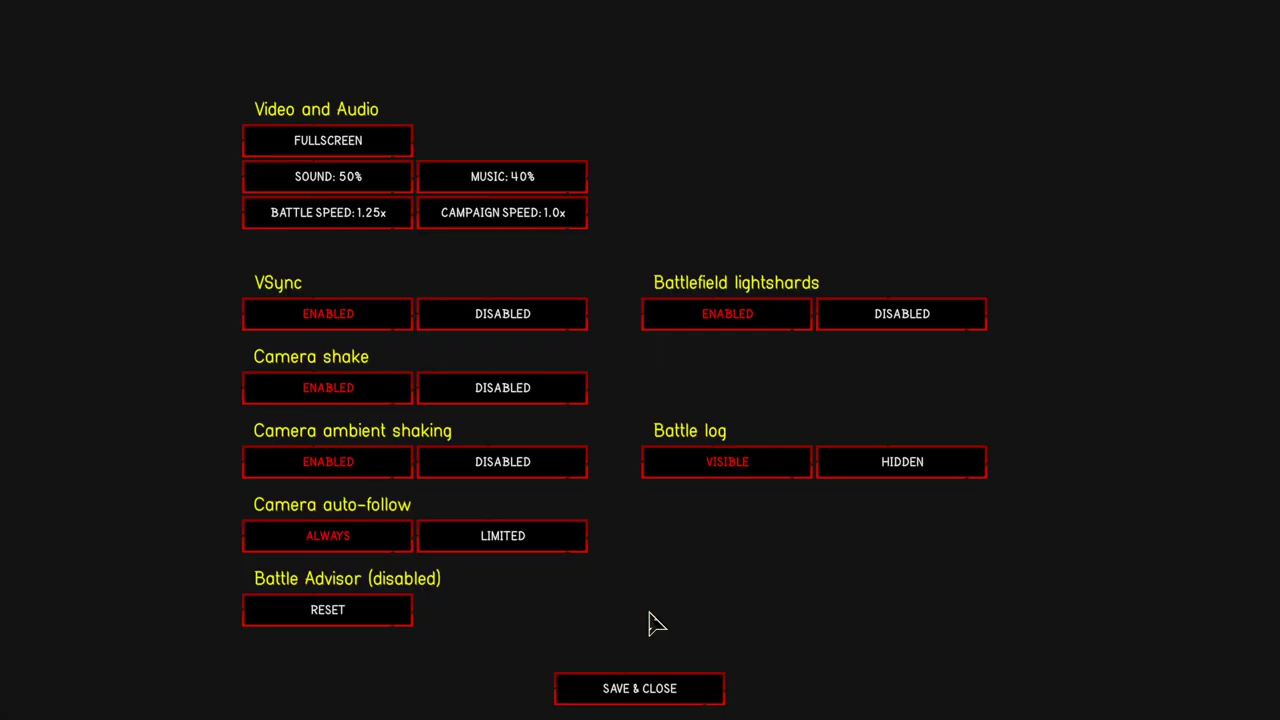 Video and Audio
FULLSCREEN
SOUND: 50% MUSIC: 40%
BATTLE SPEED: 1.25x CAMPAIGN SPEED: 1.0x
VSync Battlefield lightshards
ENABLED DISABLED ENABLED DISABLED
Camera shake
ENABLED DISABLED
Camera ambient shaking Battle log
ENABLED DISABLED VISIBLE HIDDEN
Camera auto-follow
ALWAYS LIMITED
Battle Advisor (disabled)
RESET
SAVE & CLOSE